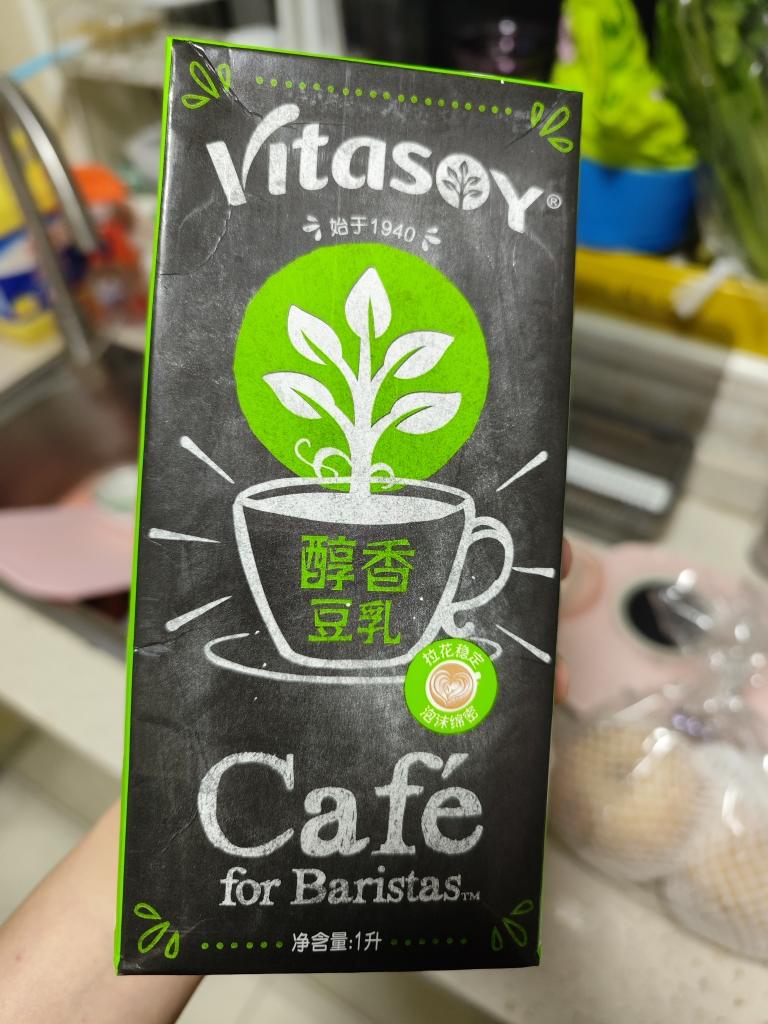 Vitasoy®
始于1940
醇香
豆乳
拉花稳定
泡沫绵密
Café
for Baristas™
净含量:1升